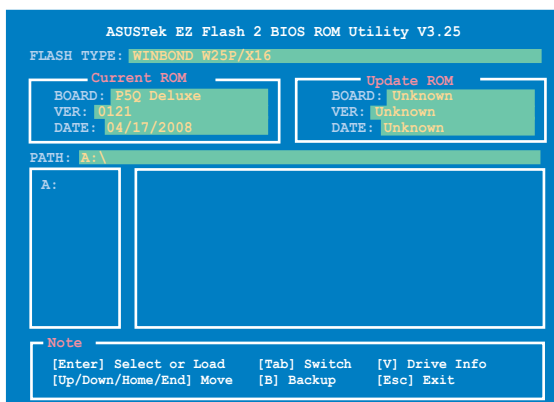 ASUSTek EZ Flash 2 BIOS ROM Utility V3.25
FLASH TYPE: WINBOND W25P/X16
Current ROM
BOARD: P5Q Deluxe
VER: 0121
DATE: 04/17/2008
Update ROM
BOARD: Unknown
VER: Unknown
DATE: Unknown
PATH: A:\
A:
Note
[Enter] Select or Load [Tab] Switch [V] Drive Info
[Up/Down/Home/End] Move [B] Backup [Esc] Exit